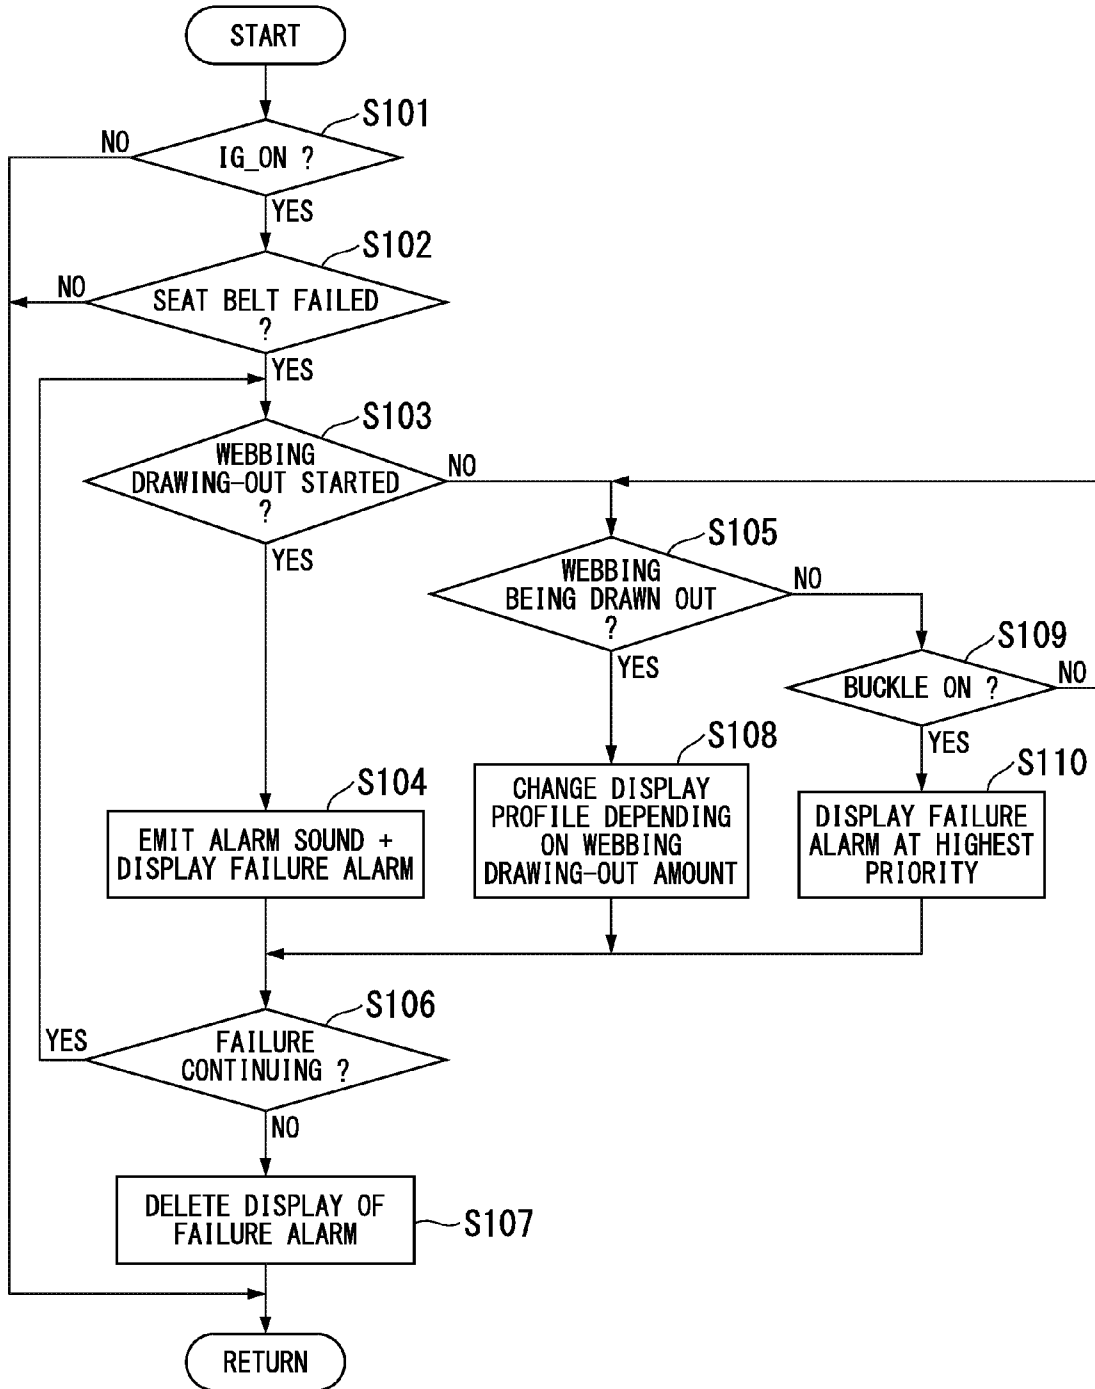 START
S101
NO
IG_ON ?
YES
S102
NO
SEAT BELT FAILED
?
YES
S103
WEBBING
DRAWING-OUT STARTED
?
NO
YES
S105
WEBBING
BEING DRAWN OUT
?
NO
YES
S109
BUCKLE ON ?
NO
YES
S104
EMIT ALARM SOUND +
DISPLAY FAILURE ALARM
S108
CHANGE DISPLAY
PROFILE DEPENDING
ON WEBBING
DRAWING-OUT AMOUNT
S110
DISPLAY FAILURE
ALARM AT HIGHEST
PRIORITY
S106
YES
FAILURE
CONTINUING ?
NO
DELETE DISPLAY OF
FAILURE ALARM
S107
RETURN